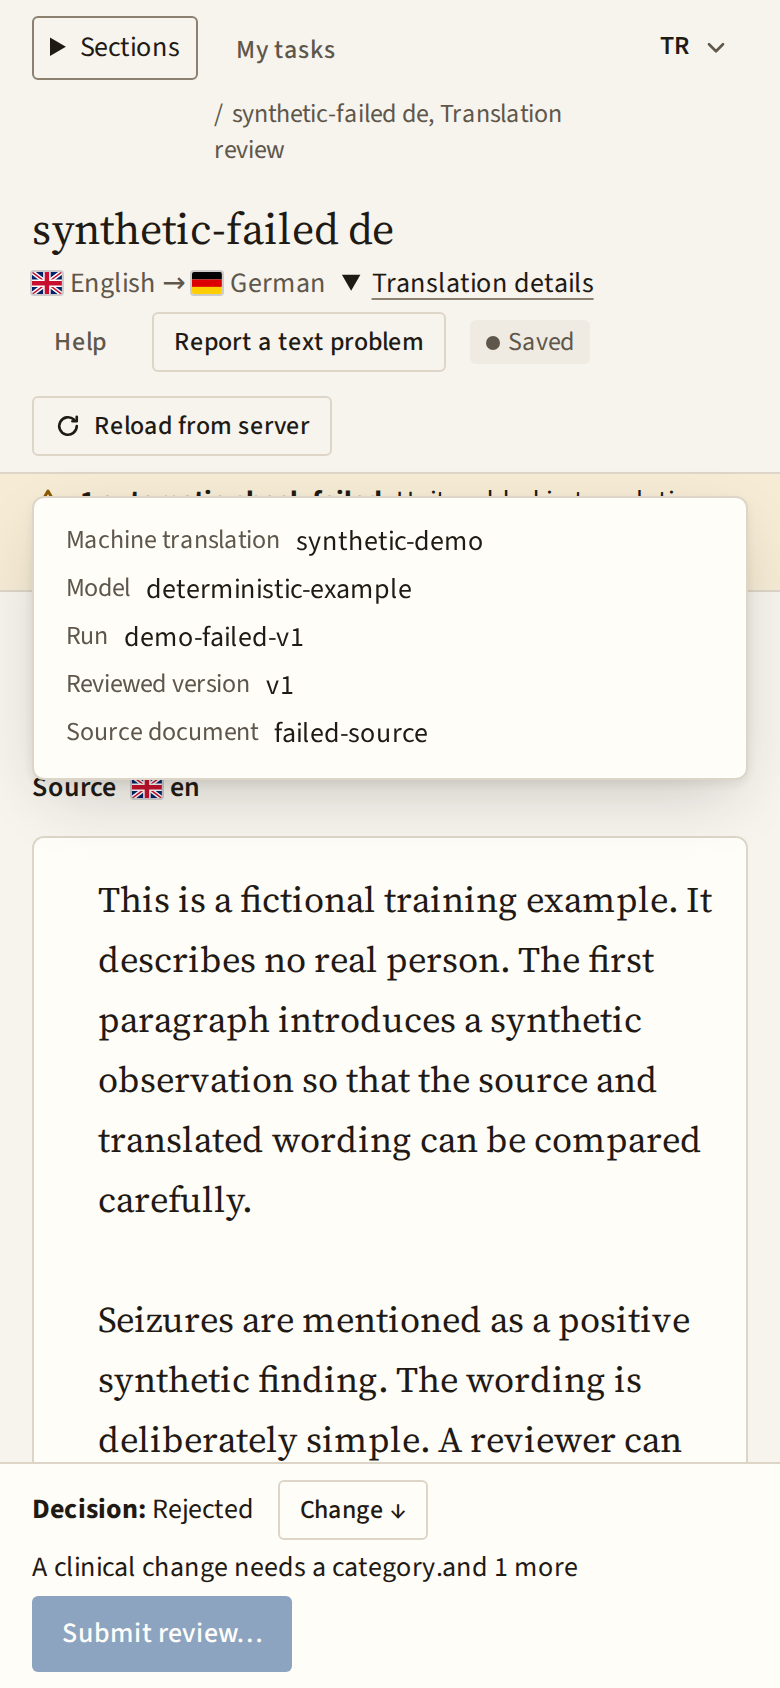 ▶ Sections
My tasks
TR
/ synthetic-failed de, Translation
review
synthetic-failed de
English → German ▼ Translation details
Help
Report a text problem
● Saved
Reload from server
Machine translation synthetic-demo
Model deterministic-example
Run demo-failed-v1
Reviewed version v1
Source document failed-source
Source en
This is a fictional training example. It
describes no real person. The first
paragraph introduces a synthetic
observation so that the source and
translated wording can be compared
carefully.
Seizures are mentioned as a positive
synthetic finding. The wording is
deliberately simple. A reviewer can
Decision: Rejected
Change ↓
A clinical change needs a category.and 1 more
Submit review…